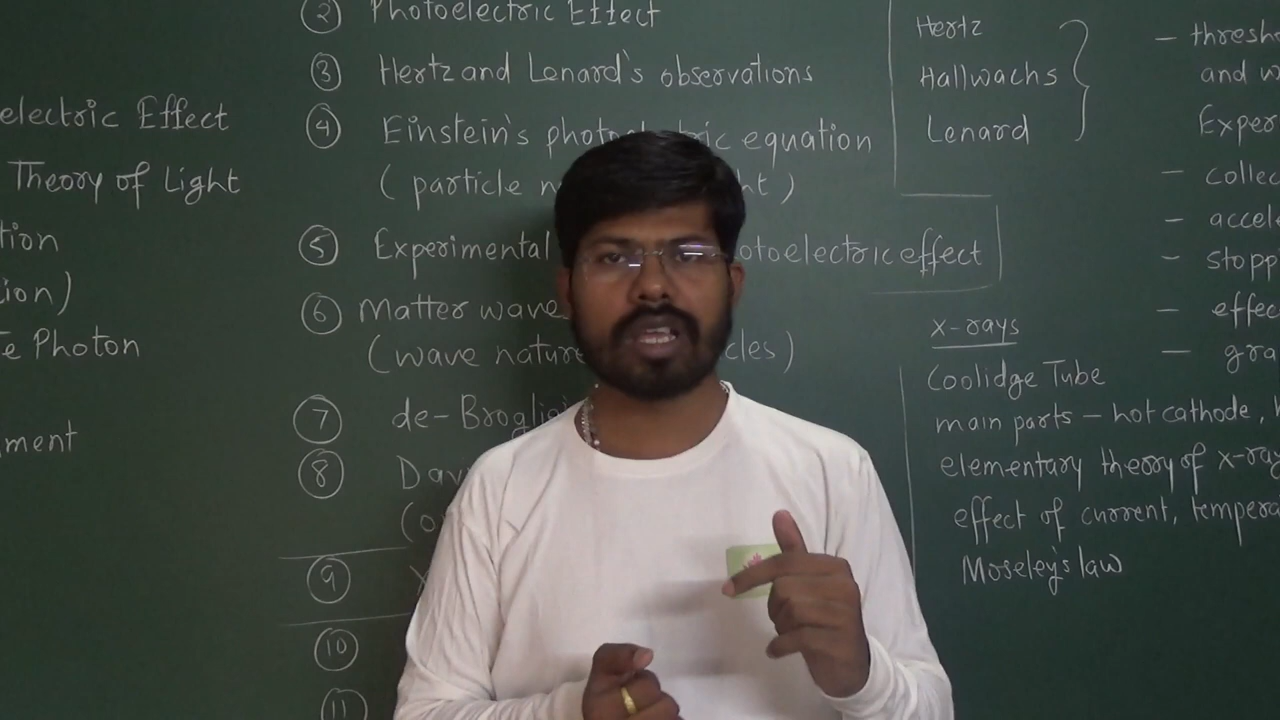 electric Effect
Theory of Light
tion
ion)
e Photon
ment
② Photoelectric Effect
③ Hertz and Lenard's observations
④ Einstein's photoelectric equation
( particle
ht )
⑤ Experimental
otoelectric effect
⑥ Matter wave
(wave nature
cles)
⑦ de-Brogli
⑧ Dav
⑨
⑩
⑪
Hertz
Hallwachs
Lenard
x-rays
Coolidge Tube
main parts – hot cathode,
elementary theory of x-ray
effect of current, tempera
Moseley's law
– thresh
and w
Exper
– collec
– accel
– stopp
– effec
– gra